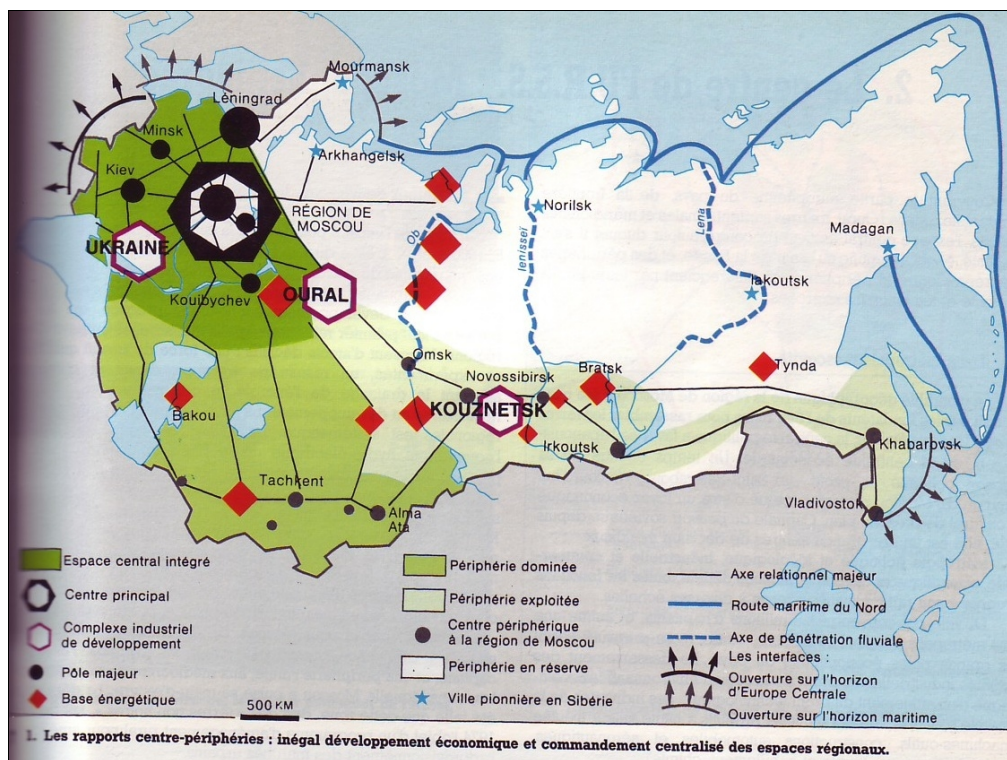 Mourmansk
Léningrad
Minsk
Arkhangelsk
Kiev
RÉGION DE
MOSCOU
Norilsk
Ob
Ienisseï
Lena
Madagan
UKRAINE
OURAL
Iakoutsk
Kouibychev
Omsk
Novossibirsk
Bratsk
Tynda
KOUZNETSK
Bakou
Irkoutsk
Khabarovsk
Tachkent
Alma
Ata
Vladivostok
Espace central intégré
Centre principal
Complexe industriel
de développement
Pôle majeur
Base énergétique
500 KM
Périphérie dominée
Périphérie exploitée
Centre périphérique
à la région de Moscou
Périphérie en réserve
Ville pionnière en Sibérie
Axe relationnel majeur
Route maritime du Nord
Axe de pénétration fluviale
Les interfaces :
Ouverture sur l'horizon
d'Europe Centrale
Ouverture sur l'horizon maritime
1. Les rapports centre-périphéries : inégal développement économique et commandement centralisé des espaces régionaux.